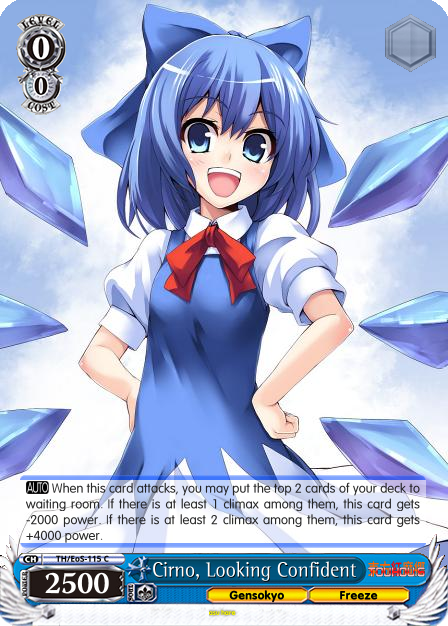 LEVEL
0
0
COST
AUTO When this card attacks, you may put the top 2 cards of your deck to
waiting room. If there is at least 1 climax among them, this card gets
-2000 power. If there is at least 2 climax among them, this card gets
+4000 power.
CH TH/EoS-115 C
POWER 2500 SOUL Cirno, Looking Confident
Gensokyo Freeze